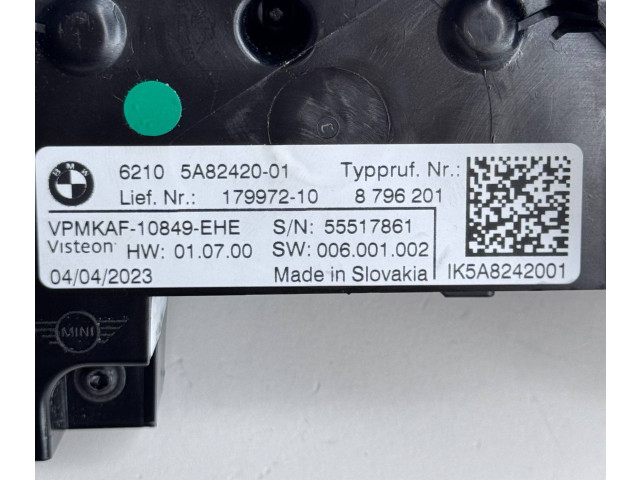 BMW
6210 5A82420-01 Typpruf. Nr.:
Lief. Nr.: 179972-10 8 796 201
VPMKAF-10849-EHE S/N: 55517861
Visteon HW: 01.07.00 SW: 006.001.002
04/04/2023 Made in Slovakia IK5A8242001
MINI